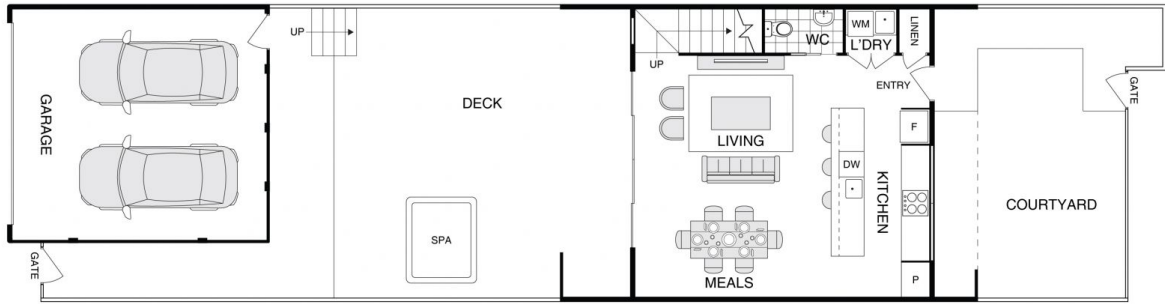 GARAGE
GATE
UP
DECK
SPA
UP
WC
WM
L'DRY
LINEN
ENTRY
LIVING
MEALS
DW
KITCHEN
F
P
COURTYARD
GATE